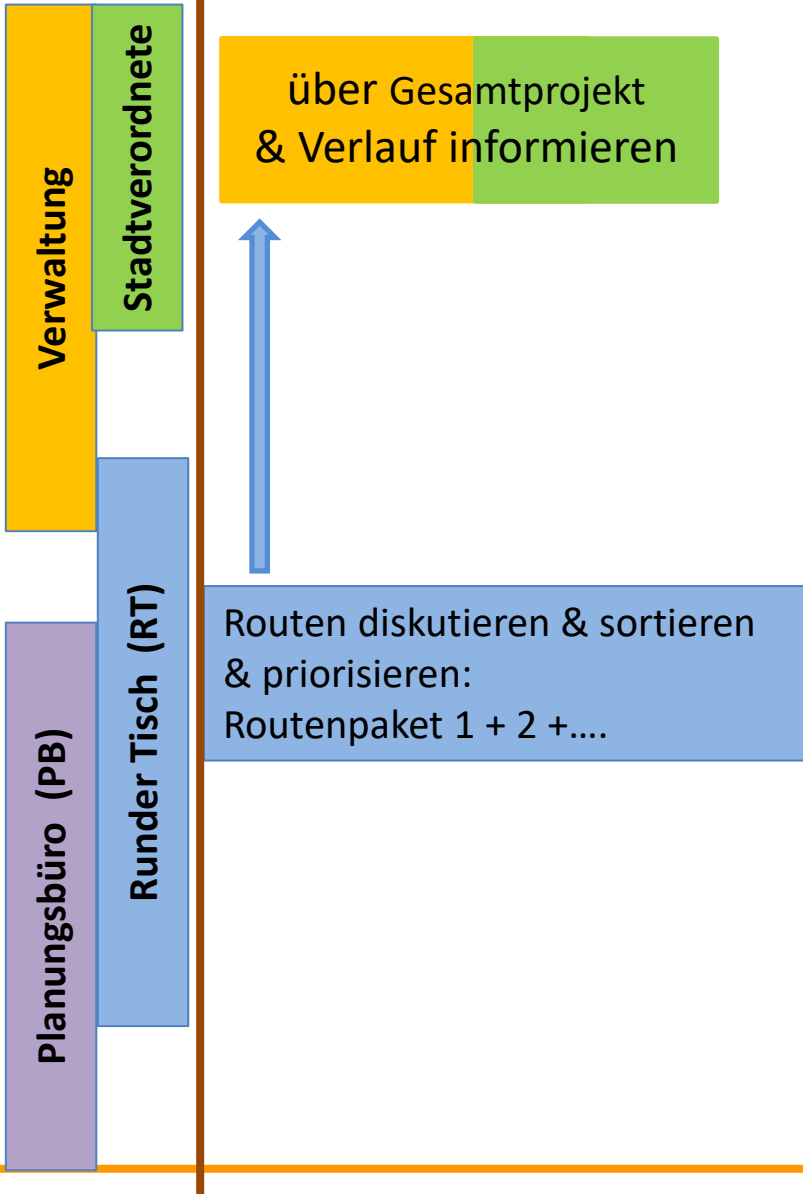 Verwaltung
Stadtverordnete
über Gesamtprojekt
& Verlauf informieren
Planungsbüro (PB)
Runder Tisch (RT)
Routen diskutieren & sortieren
& priorisieren:
Routenpaket 1 + 2 +....